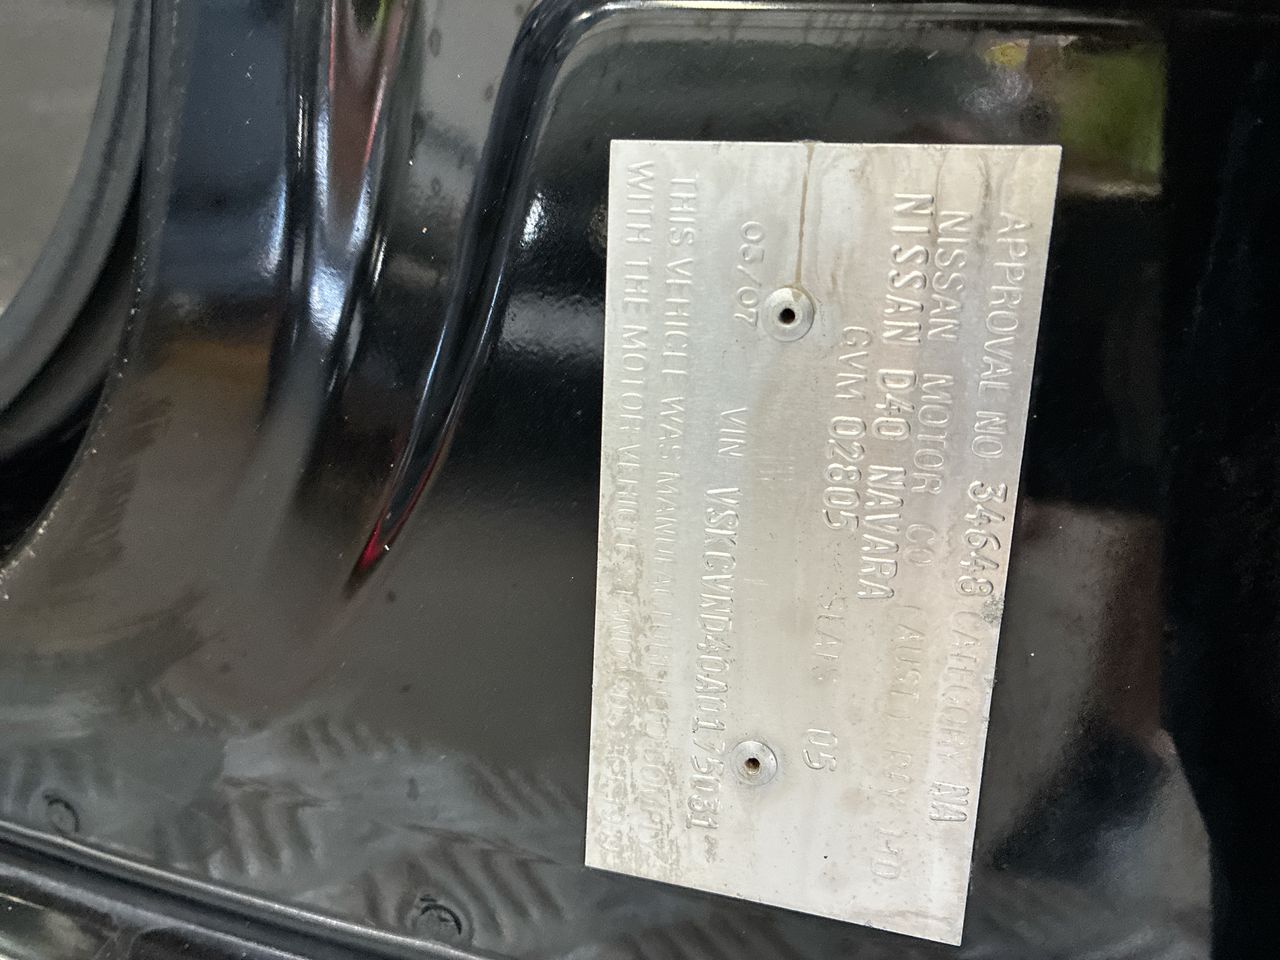 APPROVAL NO 34648 CATEGORY NA
NISSAN MOTOR CO (AUST) PTY LTD
NISSAN D40 NAVARA
GVM 02805 SEATS 05
05/07 VIN VSKCVND40A0175031
THIS VEHICLE WAS MANUFACTURED TO COMPLY
WITH THE MOTOR VEHICLE STANDARDS ACT 1989